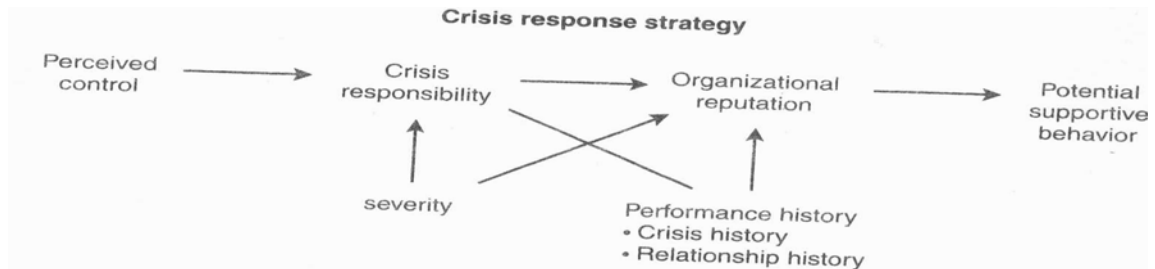 Crisis response strategy
Perceived
control
Crisis
responsibility
Organizational
reputation
Potential
supportive
behavior
severity
Performance history
• Crisis history
• Relationship history